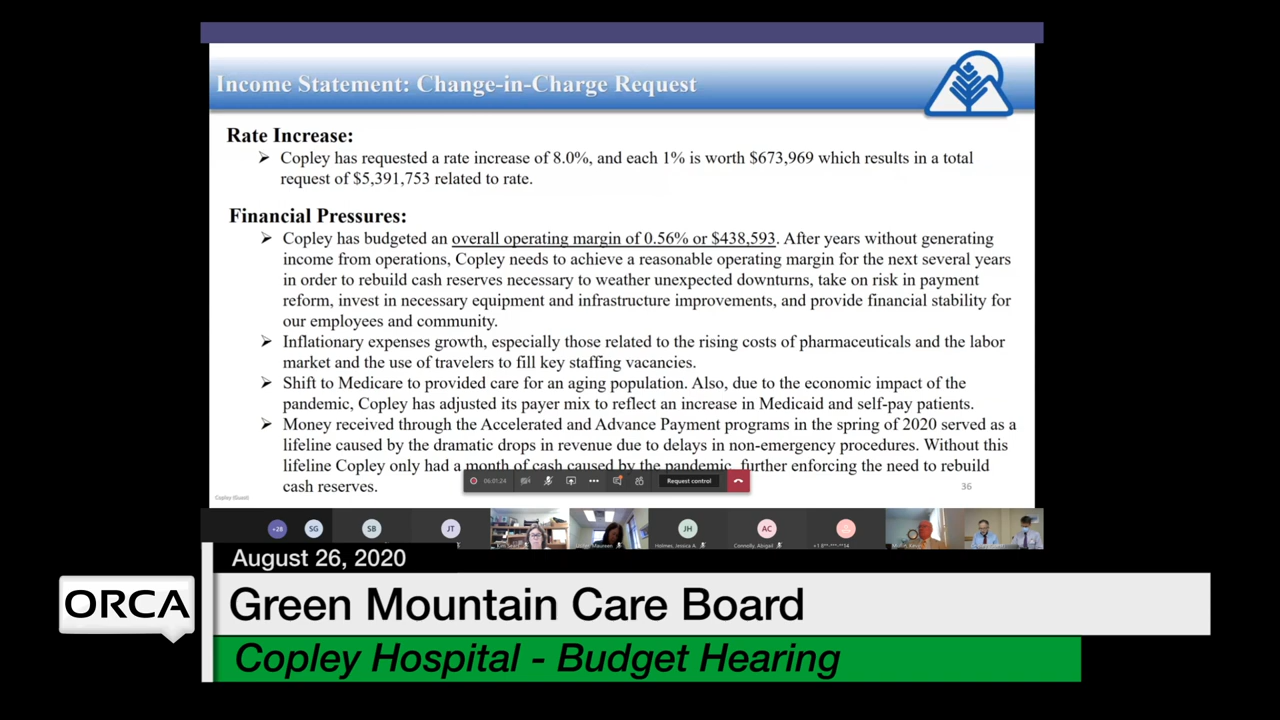 Income Statement: Change-in-Charge Request
Rate Increase:
➢ Copley has requested a rate increase of 8.0%, and each 1% is worth $673,969 which results in a total
request of $5,391,753 related to rate.
Financial Pressures:
➢ Copley has budgeted an overall operating margin of 0.56% or $438,593. After years without generating
income from operations, Copley needs to achieve a reasonable operating margin for the next several years
in order to rebuild cash reserves necessary to weather unexpected downturns, take on risk in payment
reform, invest in necessary equipment and infrastructure improvements, and provide financial stability for
our employees and community.
➢ Inflationary expenses growth, especially those related to the rising costs of pharmaceuticals and the labor
market and the use of travelers to fill key staffing vacancies.
➢ Shift to Medicare to provided care for an aging population. Also, due to the economic impact of the
pandemic, Copley has adjusted its payer mix to reflect an increase in Medicaid and self-pay patients.
➢ Money received through the Accelerated and Advance Payment programs in the spring of 2020 served as a
lifeline caused by the dramatic drops in revenue due to delays in non-emergency procedures. Without this
lifeline Copley only had a month of cash caused by the pandemic, further enforcing the need to rebuild
cash reserves.
06:01:24
Request control
Copley (Guest)
36
+28 SG SB JT JH AC
Holmes, Jessica A.
Connolly, Abigail
August 26, 2020
ORCA
Green Mountain Care Board
Copley Hospital - Budget Hearing